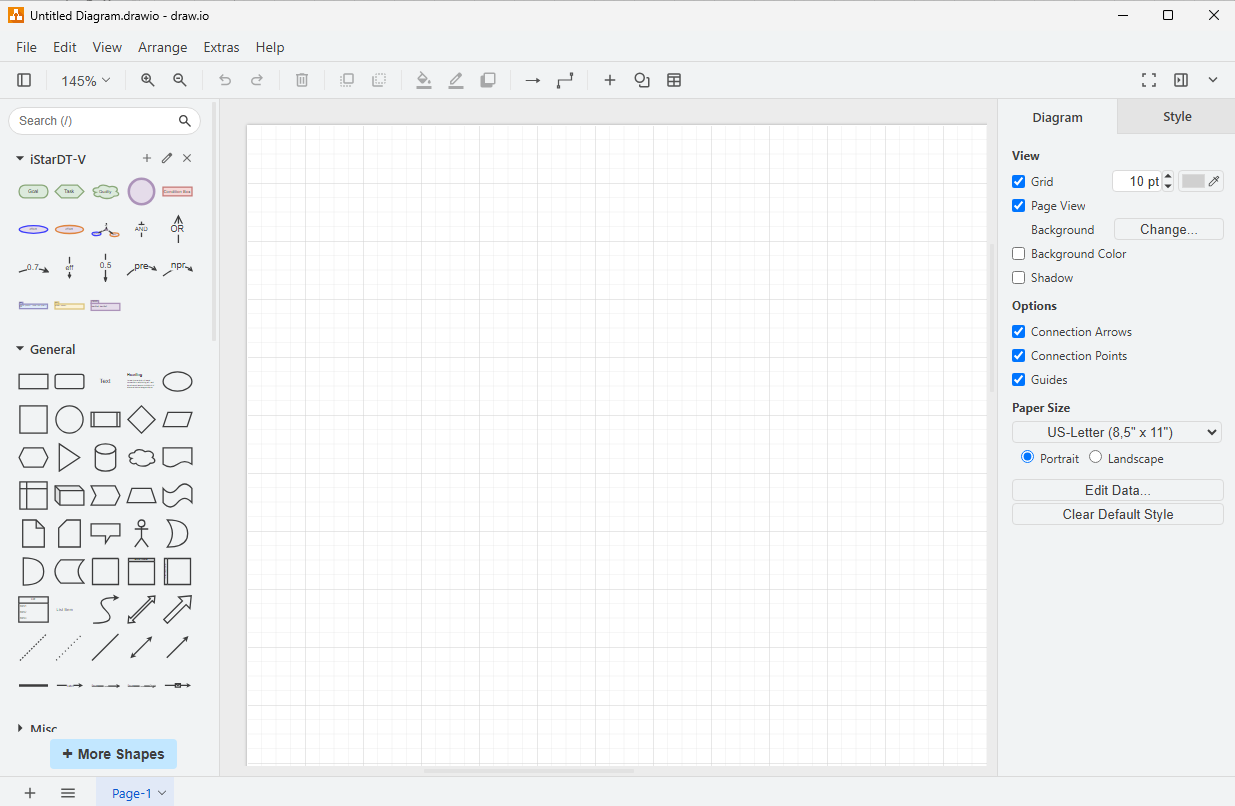 Untitled Diagram.drawio - draw.io
File Edit View Arrange Extras Help
145%
Search (/)
iStarDT-V
Goal Task Quality Condition Box
AND OR
0.7 eff 0.5 pre npr
General
Text Heading
List Item
Misc
+ More Shapes
Page-1
Diagram Style
View
Grid 10 pt
Page View
Background Change...
Background Color
Shadow
Options
Connection Arrows
Connection Points
Guides
Paper Size
US-Letter (8,5" x 11")
Portrait Landscape
Edit Data...
Clear Default Style